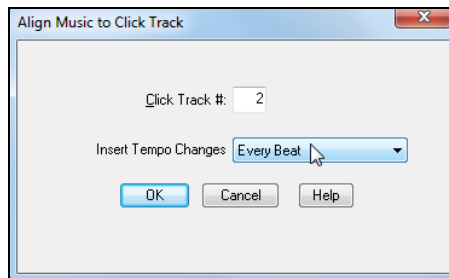 Align Music to Click Track
Click Track #: 2
Insert Tempo Changes Every Beat
OK Cancel Help